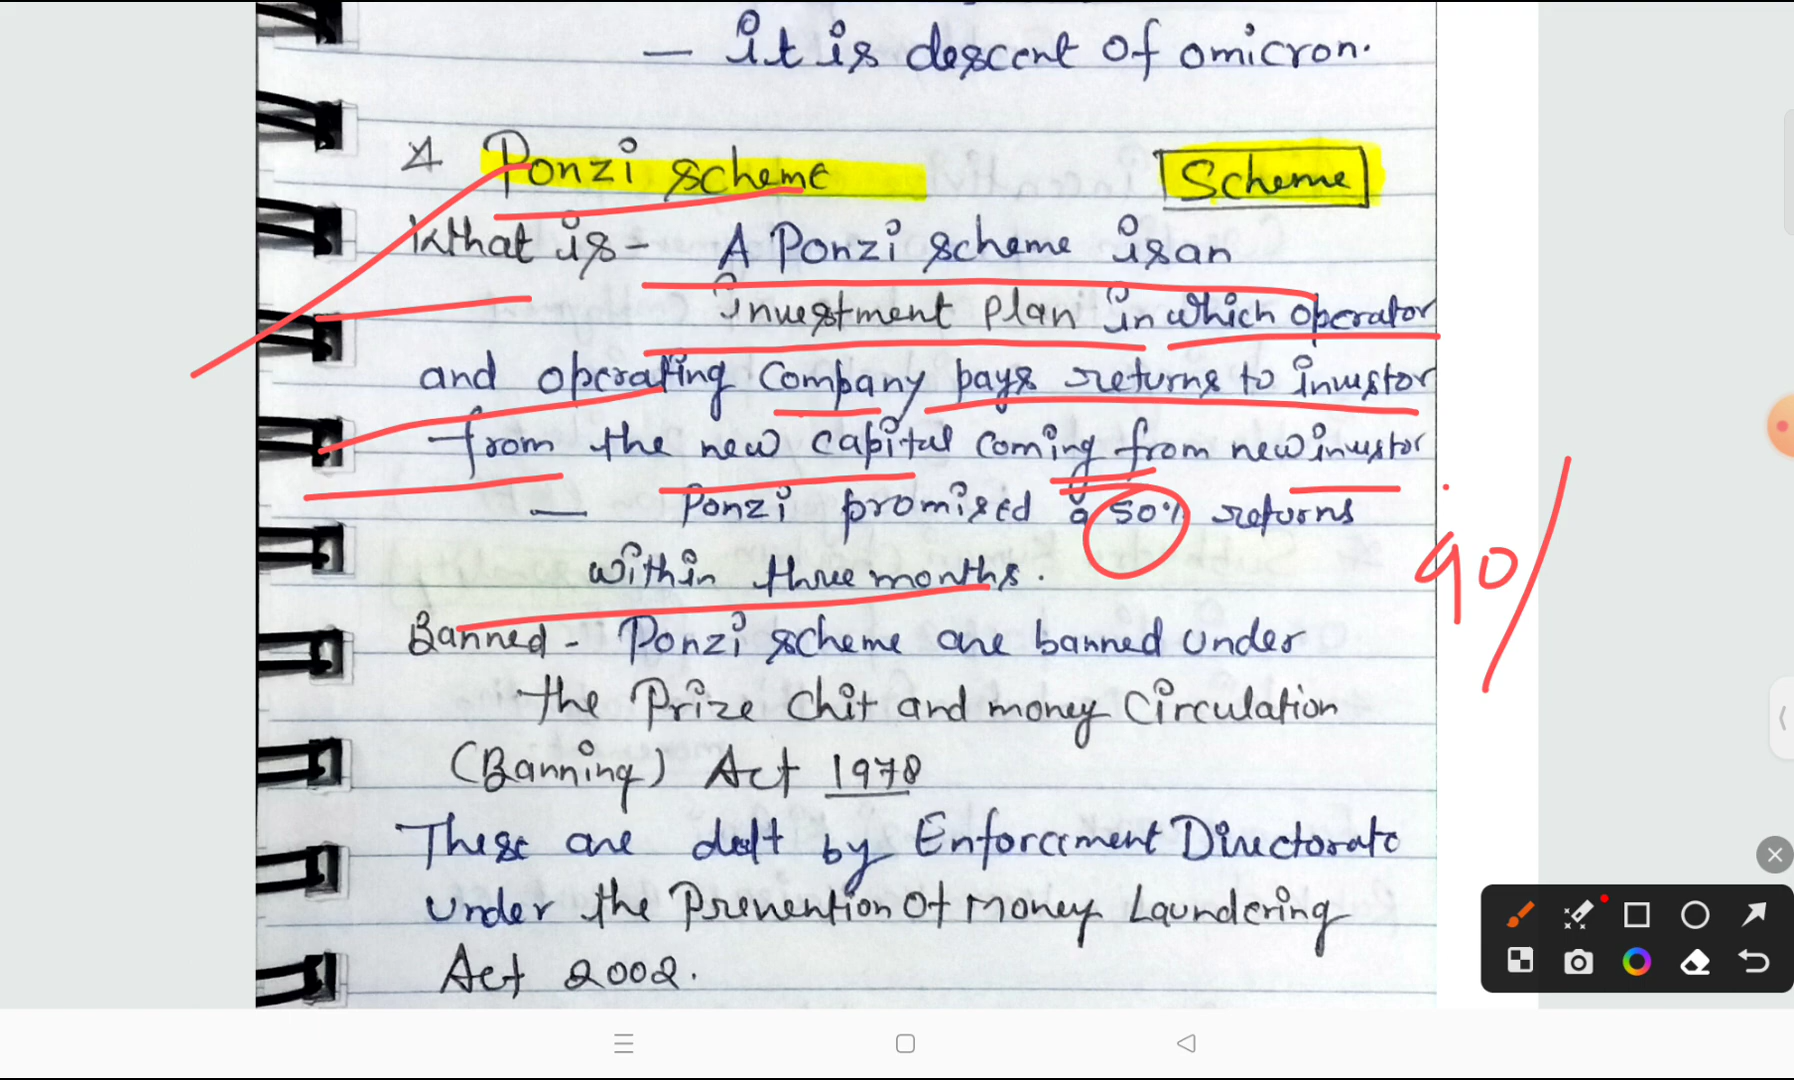 — it is descent of omicron.
Ponzi scheme
Scheme
What is - A Ponzi scheme is an
investment plan in which operator
and operating company pays returns to investor
from the new capital coming from new investor
— Ponzi promised a 50% returns
within three months.
90/
Banned - Ponzi scheme are banned under
the Prize Chit and money Circulation
(Banning) Act 1978
These are delt by Enforcement Directorate
under the Prevention Of Money Laundering
Act 2002.